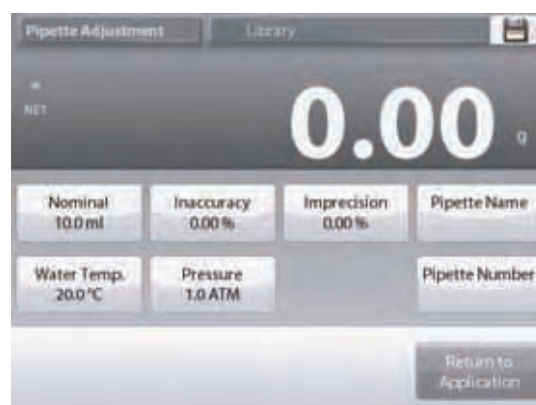 Pipette Adjustment
Library
*
NET
0.00 g
Nominal
10.0 ml
Inaccuracy
0.00 %
Imprecision
0.00 %
Pipette Name
Water Temp.
20.0 °C
Pressure
1.0 ATM
Pipette Number
Return to
Application